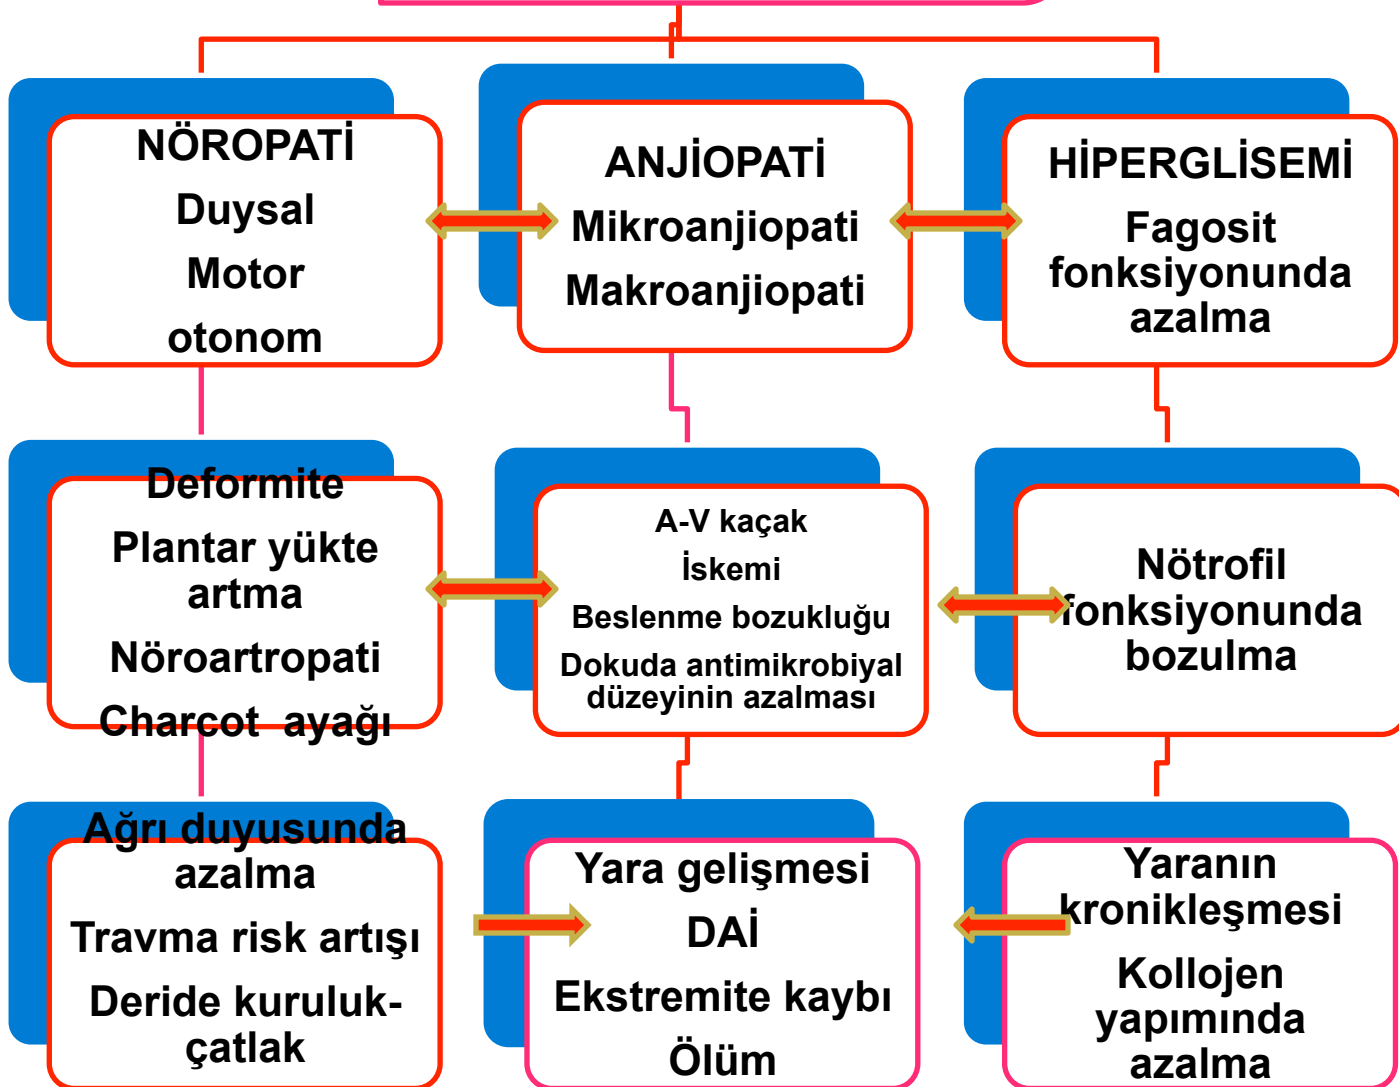 NÖROPATİ
Duysal
Motor
otonom
ANJİOPATİ
Mikroanjiopati
Makroanjiopati
HİPERGLİSEMİ
Fagosit
fonksiyonunda
azalma
Deformite
Plantar yükte
artma
Nöroartropati
Charcot ayağı
A-V kaçak
İskemi
Beslenme bozukluğu
Dokuda antimikrobiyal
düzeyinin azalması
Nötrofil
fonksiyonunda
bozulma
Ağrı duyusunda
azalma
Travma risk artışı
Deride kuruluk-
çatlak
Yara gelişmesi
DAİ
Ekstremite kaybı
Ölüm
Yaranın
kronikleşmesi
Kollojen
yapımında
azalma